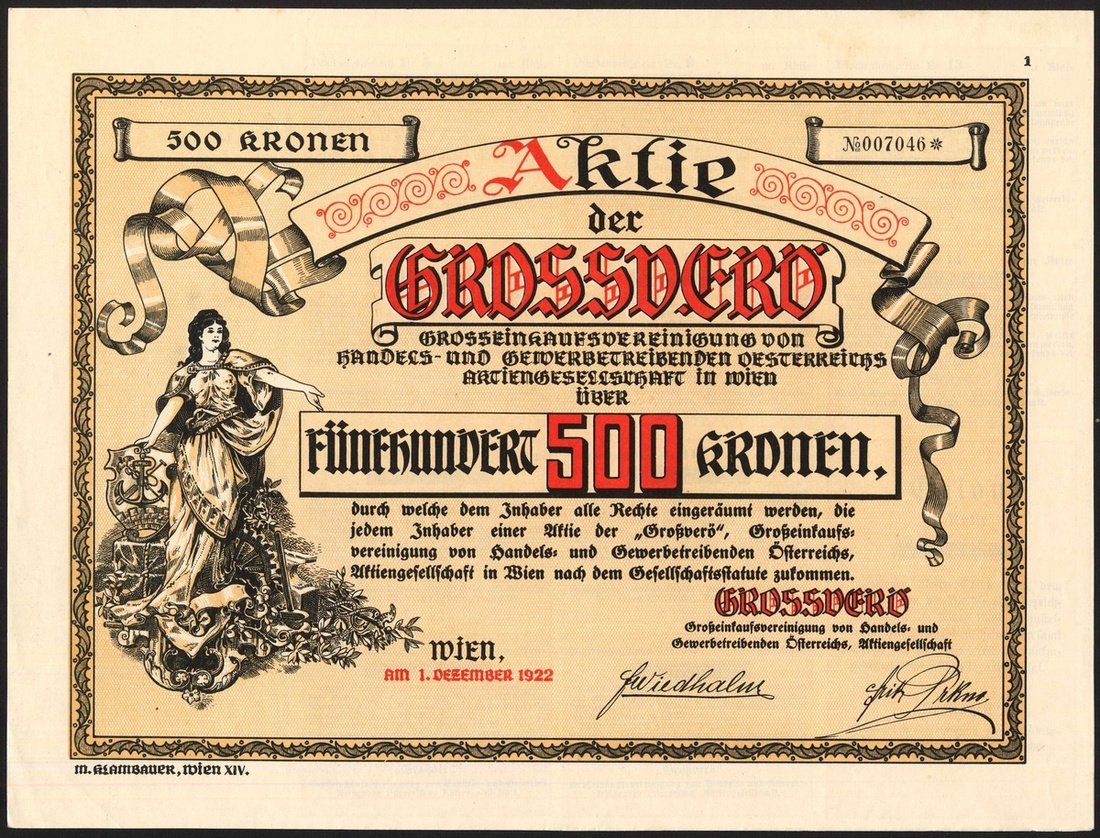 1
500 KRONEN
№007046*
Aktie
der
GROSSVERÖ
GROSSEINKAUFSVEREINIGUNG VON
HANDELS- UND GEWERBETREIBENDEN OESTERREICHS
AKTIENGESELLSCHAFT IN WIEN
ÜBER
FÜNFHUNDERT 500 KRONEN.
durch welche dem Inhaber alle Rechte eingeräumt werden, die
jedem Inhaber einer Aktie der „Großverö“, Großeinkaufs-
vereinigung von Handels- und Gewerbetreibenden Österreichs,
Aktiengesellschaft in Wien nach dem Gesellschaftsstatute zukommen.
GROSSVERÖ
Großeinkaufsvereinigung von Handels- und
Gewerbetreibenden Österreichs, Aktiengesellschaft
WIEN,
AM 1. DEZEMBER 1922
M. KLAMBAUER, WIEN XIV.